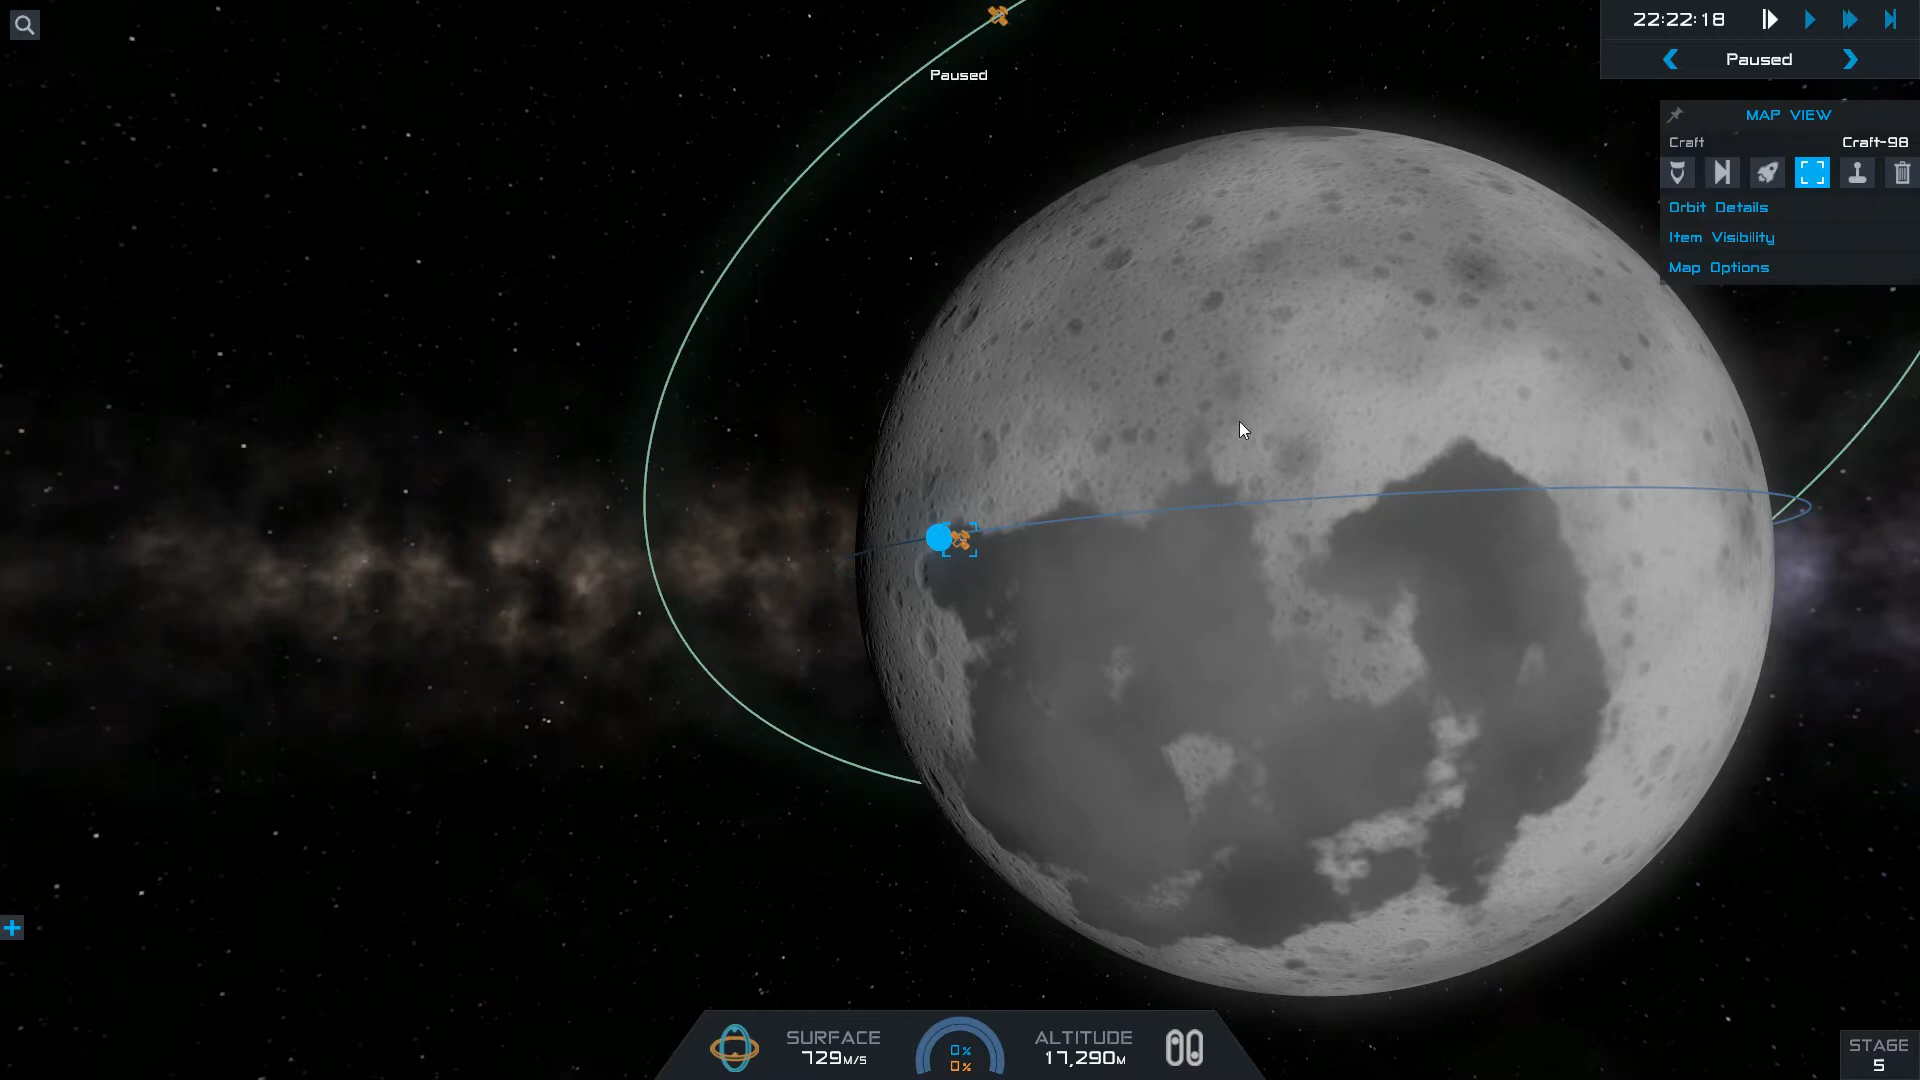 22:22:18
Paused
Paused
MAP VIEW
Craft Craft-98
Orbit Details
Item Visibility
Map Options
SURFACE
729M/S
0%
0%
ALTITUDE
17,290M
STAGE
5